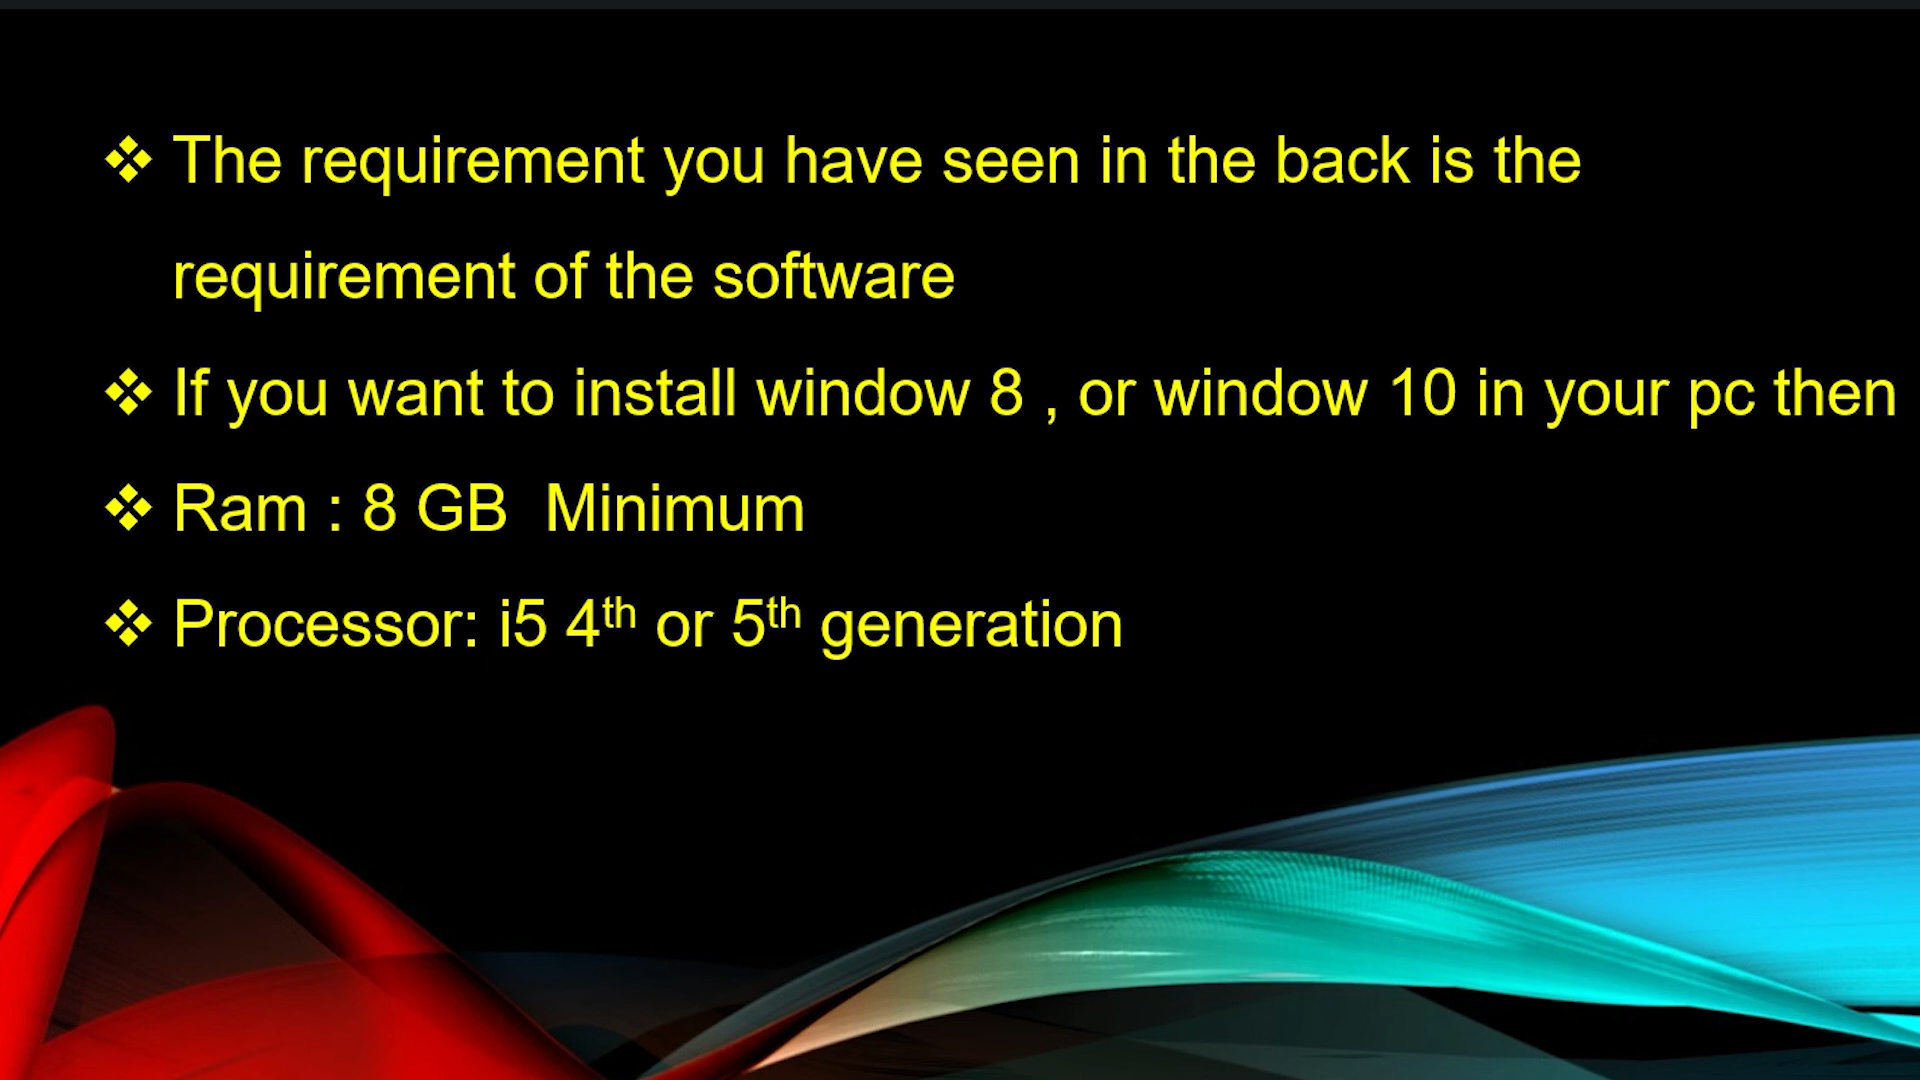 ❖ The requirement you have seen in the back is the
requirement of the software
❖ If you want to install window 8 , or window 10 in your pc then
❖ Ram : 8 GB  Minimum
❖ Processor: i5 4th or 5th generation